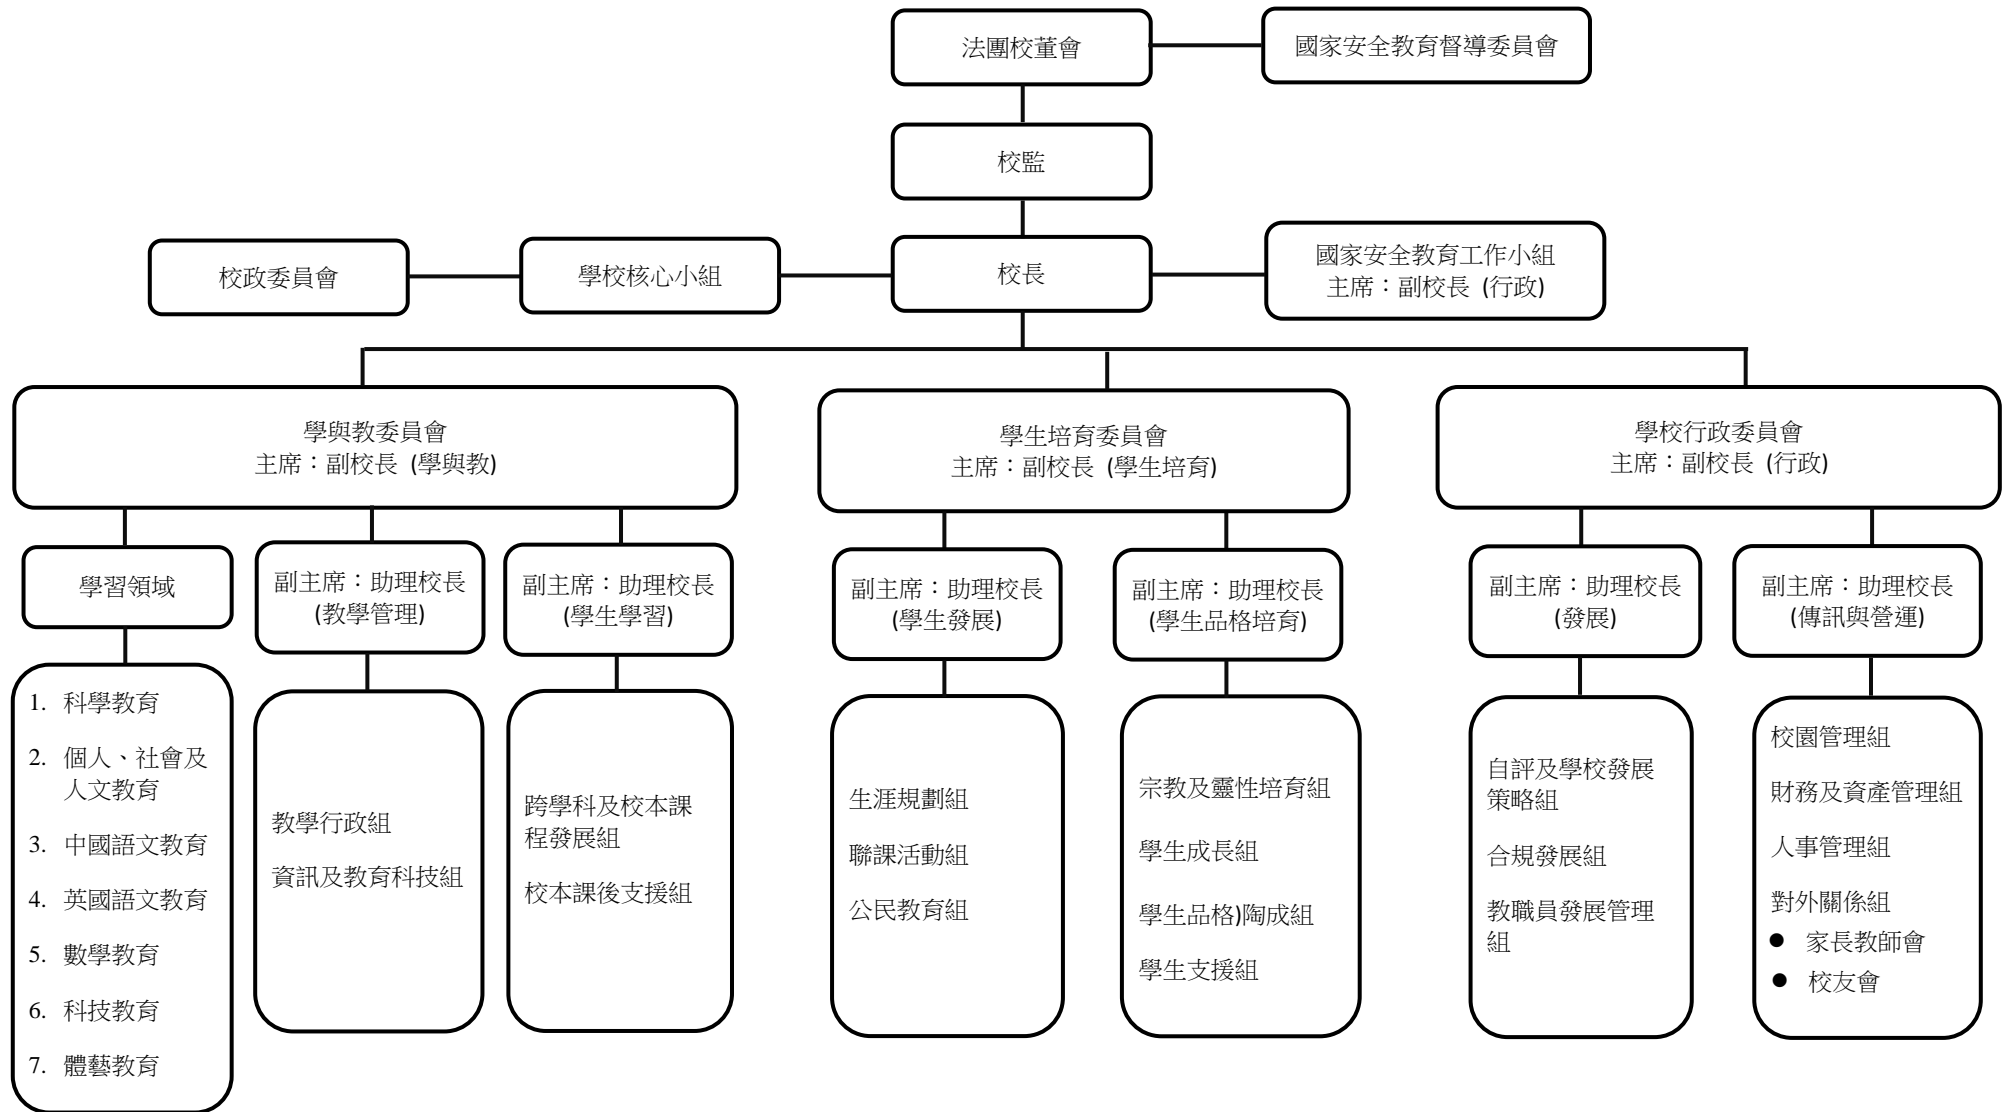 法團校董會
國家安全教育督導委員會
校監
校政委員會
學校核心小組
校長
國家安全教育工作小組
主席：副校長 (行政)
學與教委員會
主席：副校長 (學與教)
學生培育委員會
主席：副校長 (學生培育)
學校行政委員會
主席：副校長 (行政)
學習領域
副主席：助理校長
(教學管理)
副主席：助理校長
(學生學習)
副主席：助理校長
(學生發展)
副主席：助理校長
(學生品格培育)
副主席：助理校長
(發展)
副主席：助理校長
(傳訊與營運)
1. 科學教育
2. 個人、社會及
人文教育
3. 中國語文教育
4. 英國語文教育
5. 數學教育
6. 科技教育
7. 體藝教育
教學行政組
資訊及教育科技組
跨學科及校本課
程發展組
校本課後支援組
生涯規劃組
聯課活動組
公民教育組
宗教及靈性培育組
學生成長組
學生品格)陶成組
學生支援組
自評及學校發展
策略組
合規發展組
教職員發展管理
組
校園管理組
財務及資產管理組
人事管理組
對外關係組
● 家長教師會
● 校友會